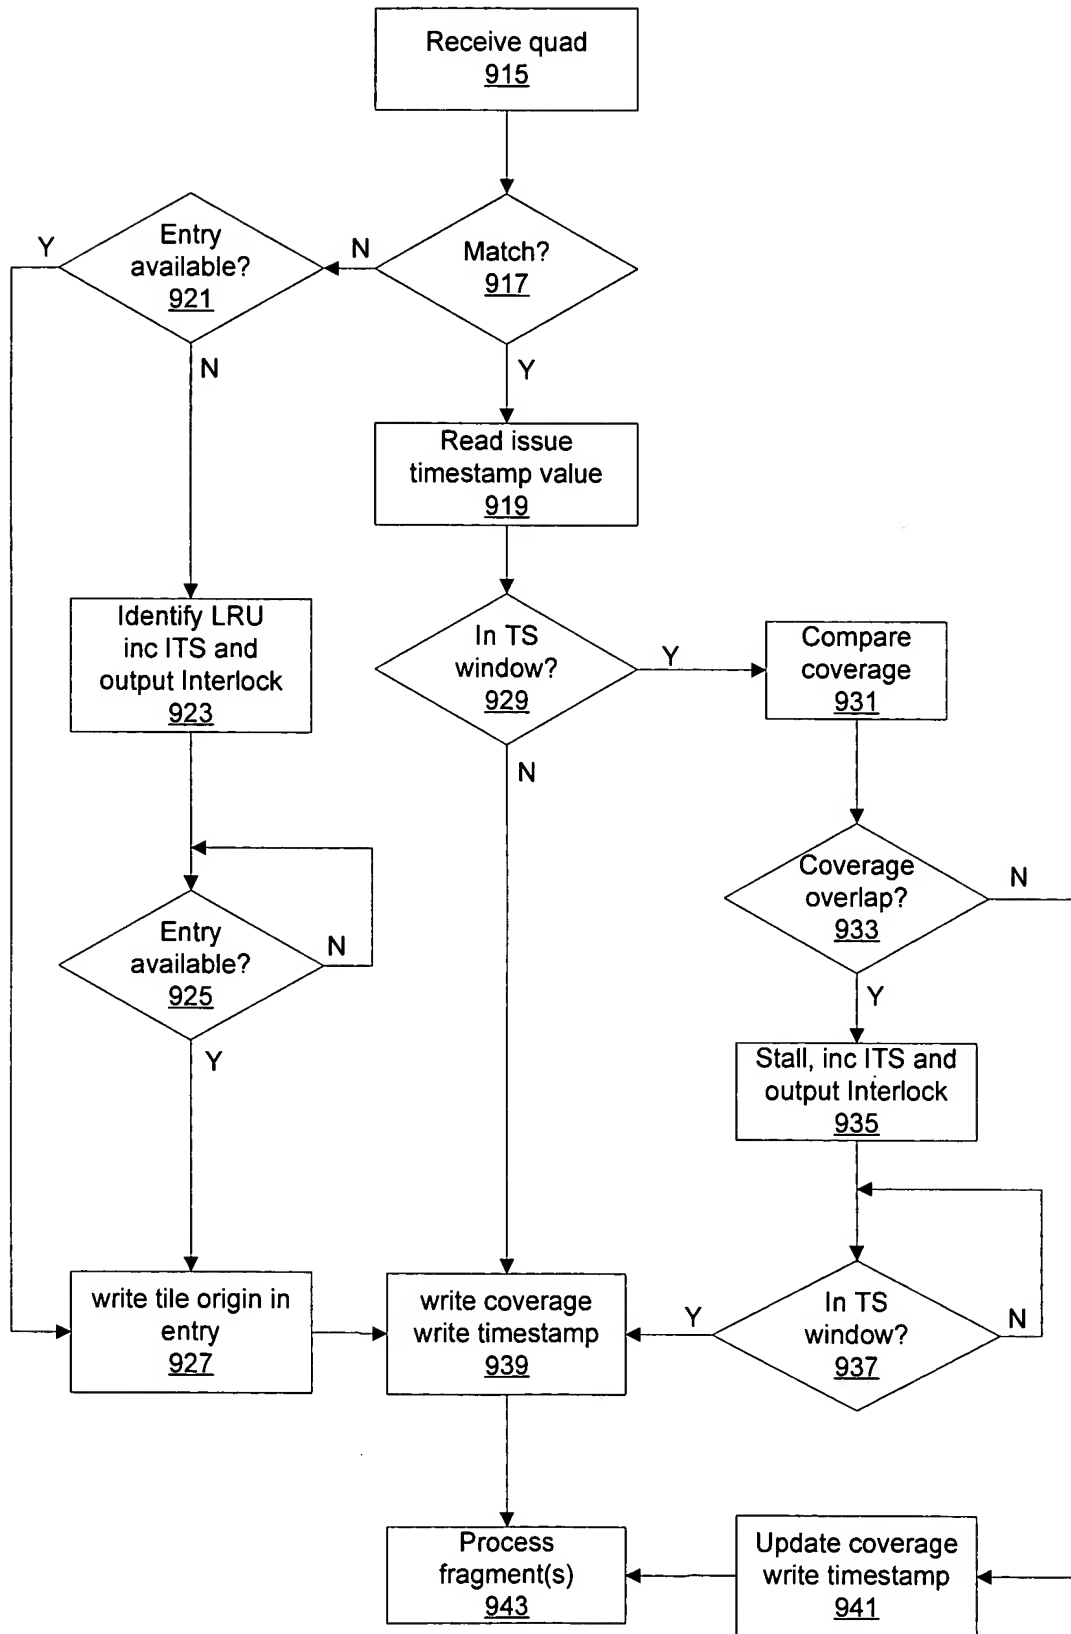 Receive quad
915
Match?
917
N
Y
Entry
available?
921
Y
N
Read issue
timestamp value
919
Identify LRU
inc ITS and
output Interlock
923
In TS
window?
929
Y
N
Compare
coverage
931
Coverage
overlap?
933
N
Y
Entry
available?
925
N
Y
Stall, inc ITS and
output Interlock
935
write tile origin in
entry
927
write coverage
write timestamp
939
Y
In TS
window?
937
N
Process
fragment(s)
943
Update coverage
write timestamp
941